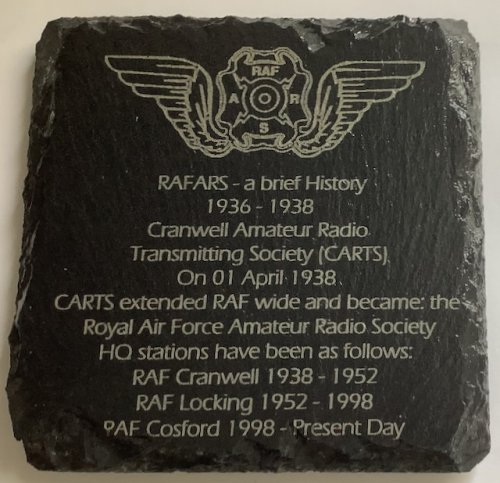 RAF
A R
S
RAFARS - a brief History
1936 - 1938
Cranwell Amateur Radio
Transmitting Society (CARTS)
On 01 April 1938
CARTS extended RAF wide and became: the
Royal Air Force Amateur Radio Society
HQ stations have been as follows:
RAF Cranwell 1938 - 1952
RAF Locking 1952 - 1998
RAF Cosford 1998 - Present Day